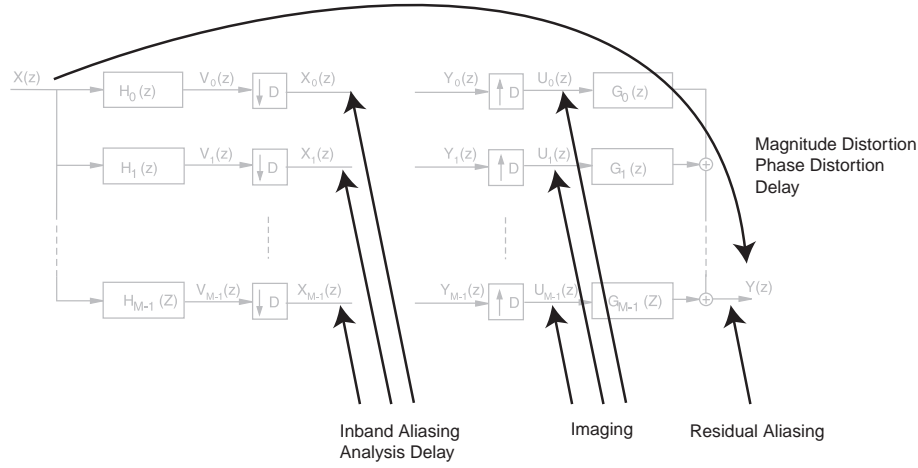 X(z) H0(z) V0(z) ↓ D X0(z) Y0(z) ↑ D U0(z) G0(z)
H1(z) V1(z) ↓ D X1(z) Y1(z) ↑ D U1(z) G1(z)
Magnitude Distortion
Phase Distortion
Delay
HM-1(Z) VM-1(z) ↓ D XM-1(z) YM-1(z) ↑ D UM-1(z) GM-1(Z) Y(z)
Inband Aliasing
Analysis Delay
Imaging
Residual Aliasing